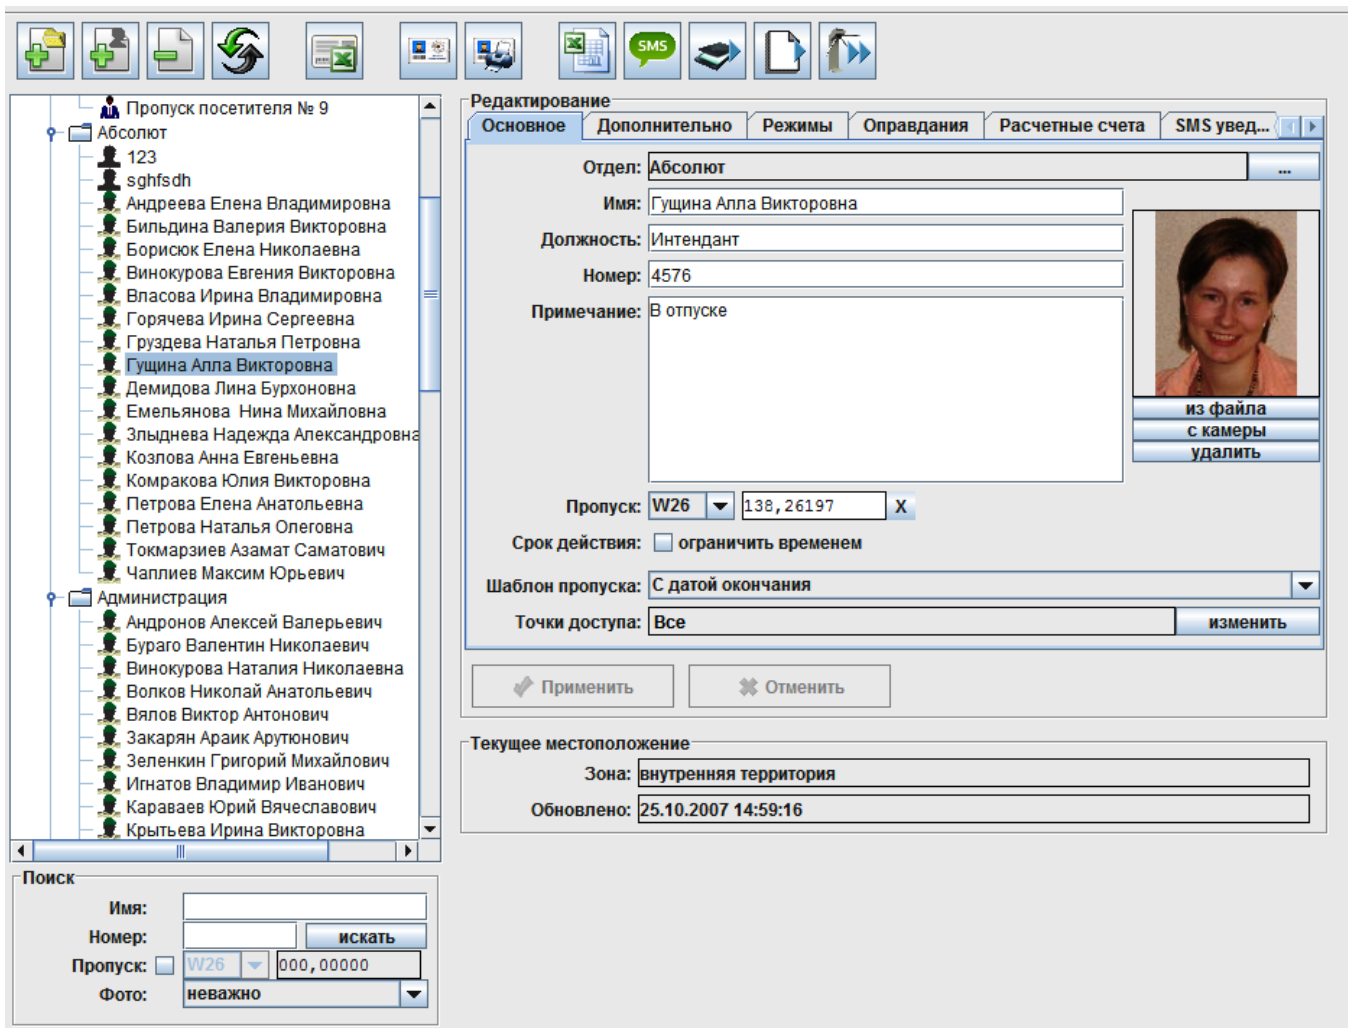 SMS
Пропуск посетителя № 9
Абсолют
123
sghfsdh
Андреева Елена Владимировна
Бильдина Валерия Викторовна
Борисюк Елена Николаевна
Винокурова Евгения Викторовна
Власова Ирина Владимировна
Горячева Ирина Сергеевна
Груздева Наталья Петровна
Гущина Алла Викторовна
Демидова Лина Бурхоновна
Емельянова  Нина Михайловна
Злыднева Надежда Александровна
Козлова Анна Евгеньевна
Комракова Юлия Викторовна
Петрова Елена Анатольевна
Петрова Наталья Олеговна
Токмарзиев Азамат Саматович
Чаплиев Максим Юрьевич
Администрация
Андронов Алексей Валерьевич
Бураго Валентин Николаевич
Винокурова Наталия Николаевна
Волков Николай Анатольевич
Вялов Виктор Антонович
Закарян Араик Арутюнович
Зеленкин Григорий Михайлович
Игнатов Владимир Иванович
Караваев Юрий Вячеславович
Крытьева Ирина Викторовна
Поиск
Имя:
Номер: искать
Пропуск: W26 000,00000
Фото: неважно
Редактирование
Основное Дополнительно Режимы Оправдания Расчетные счета SMS увед...
Отдел: Абсолют ...
Имя: Гущина Алла Викторовна
Должность: Интендант
Номер: 4576
Примечание: В отпуске
из файла
с камеры
удалить
Пропуск: W26 138,26197 X
Срок действия: ограничить временем
Шаблон пропуска: С датой окончания
Точки доступа: Все изменить
Применить Отменить
Текущее местоположение
Зона: внутренняя территория
Обновлено: 25.10.2007 14:59:16